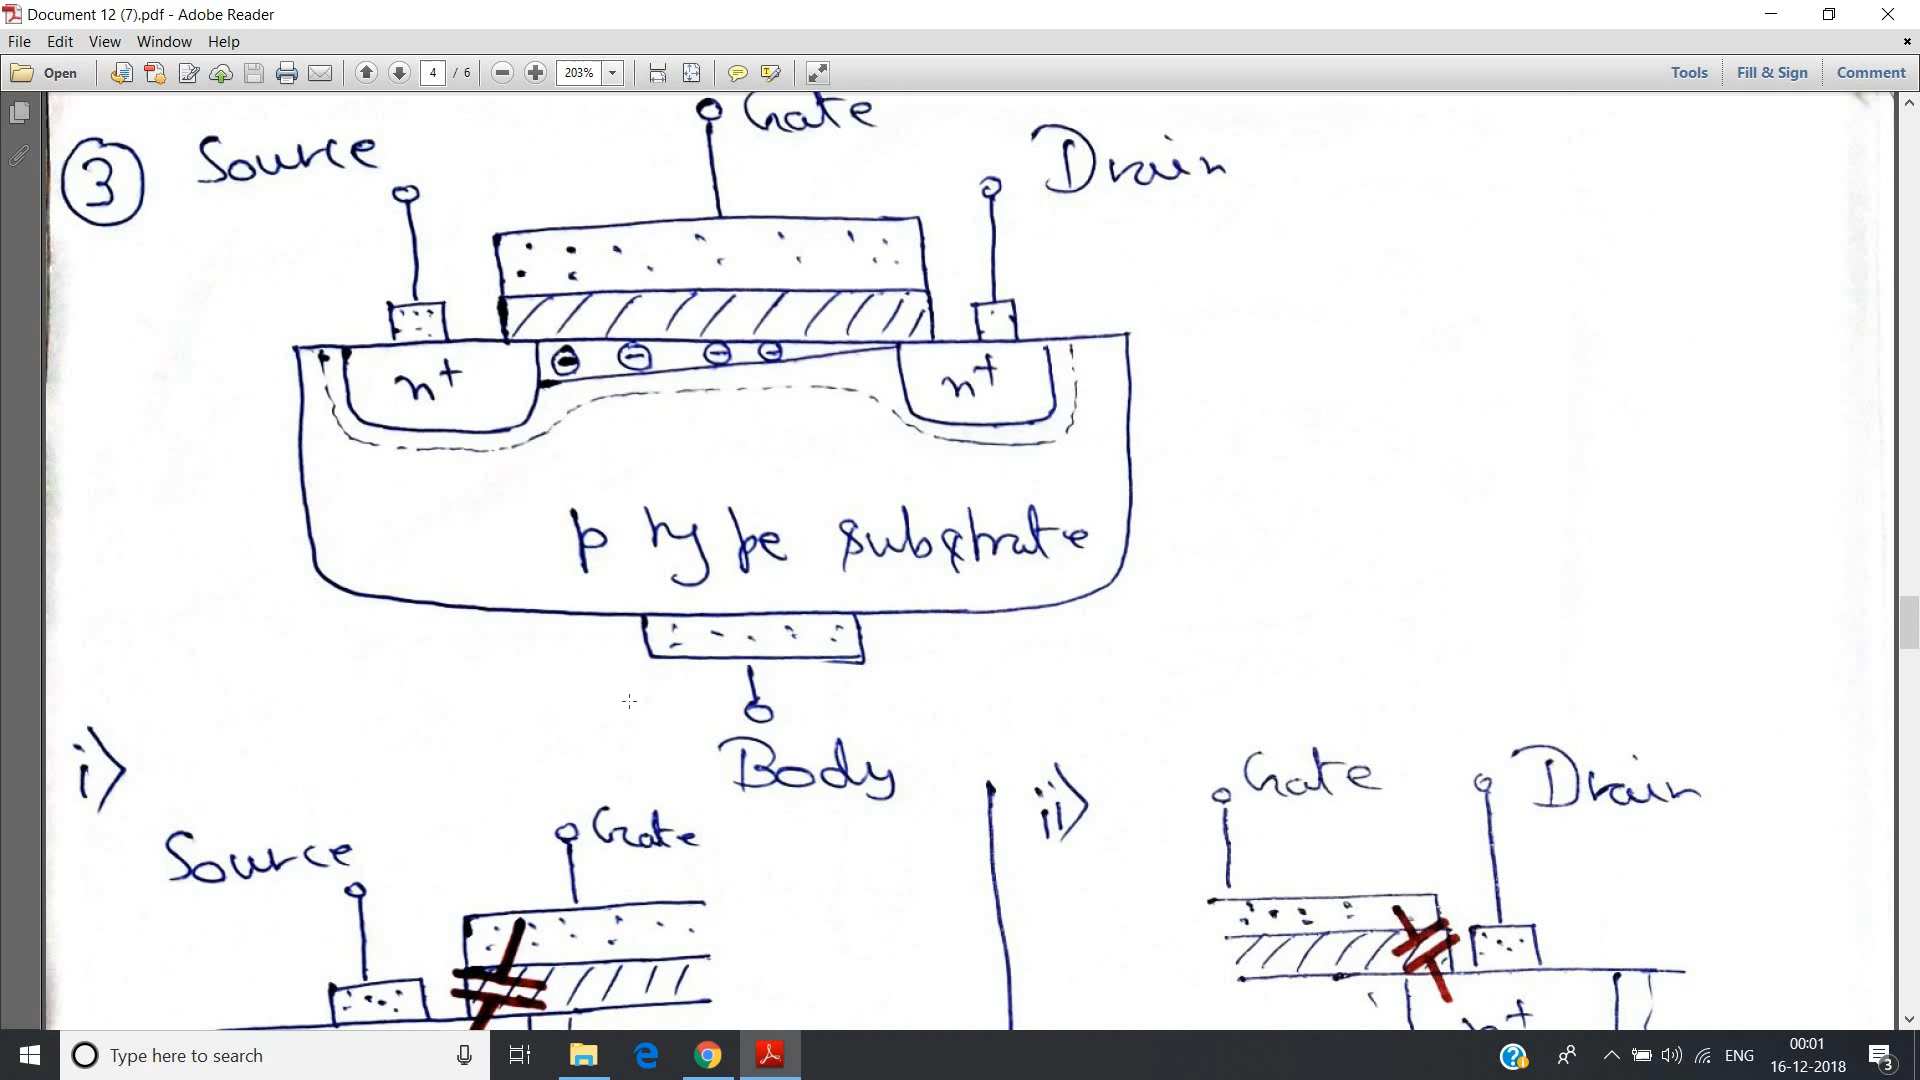 Document 12 (7).pdf - Adobe Reader
File Edit View Window Help
Open 4 / 6 203% Tools Fill & Sign Comment
3
Source
Gate
Drain
n+
n+
p type substrate
Body
i)
Source
Gate
ii)
Gate
Drain
n+
Type here to search
ENG
00:01
16-12-2018
3